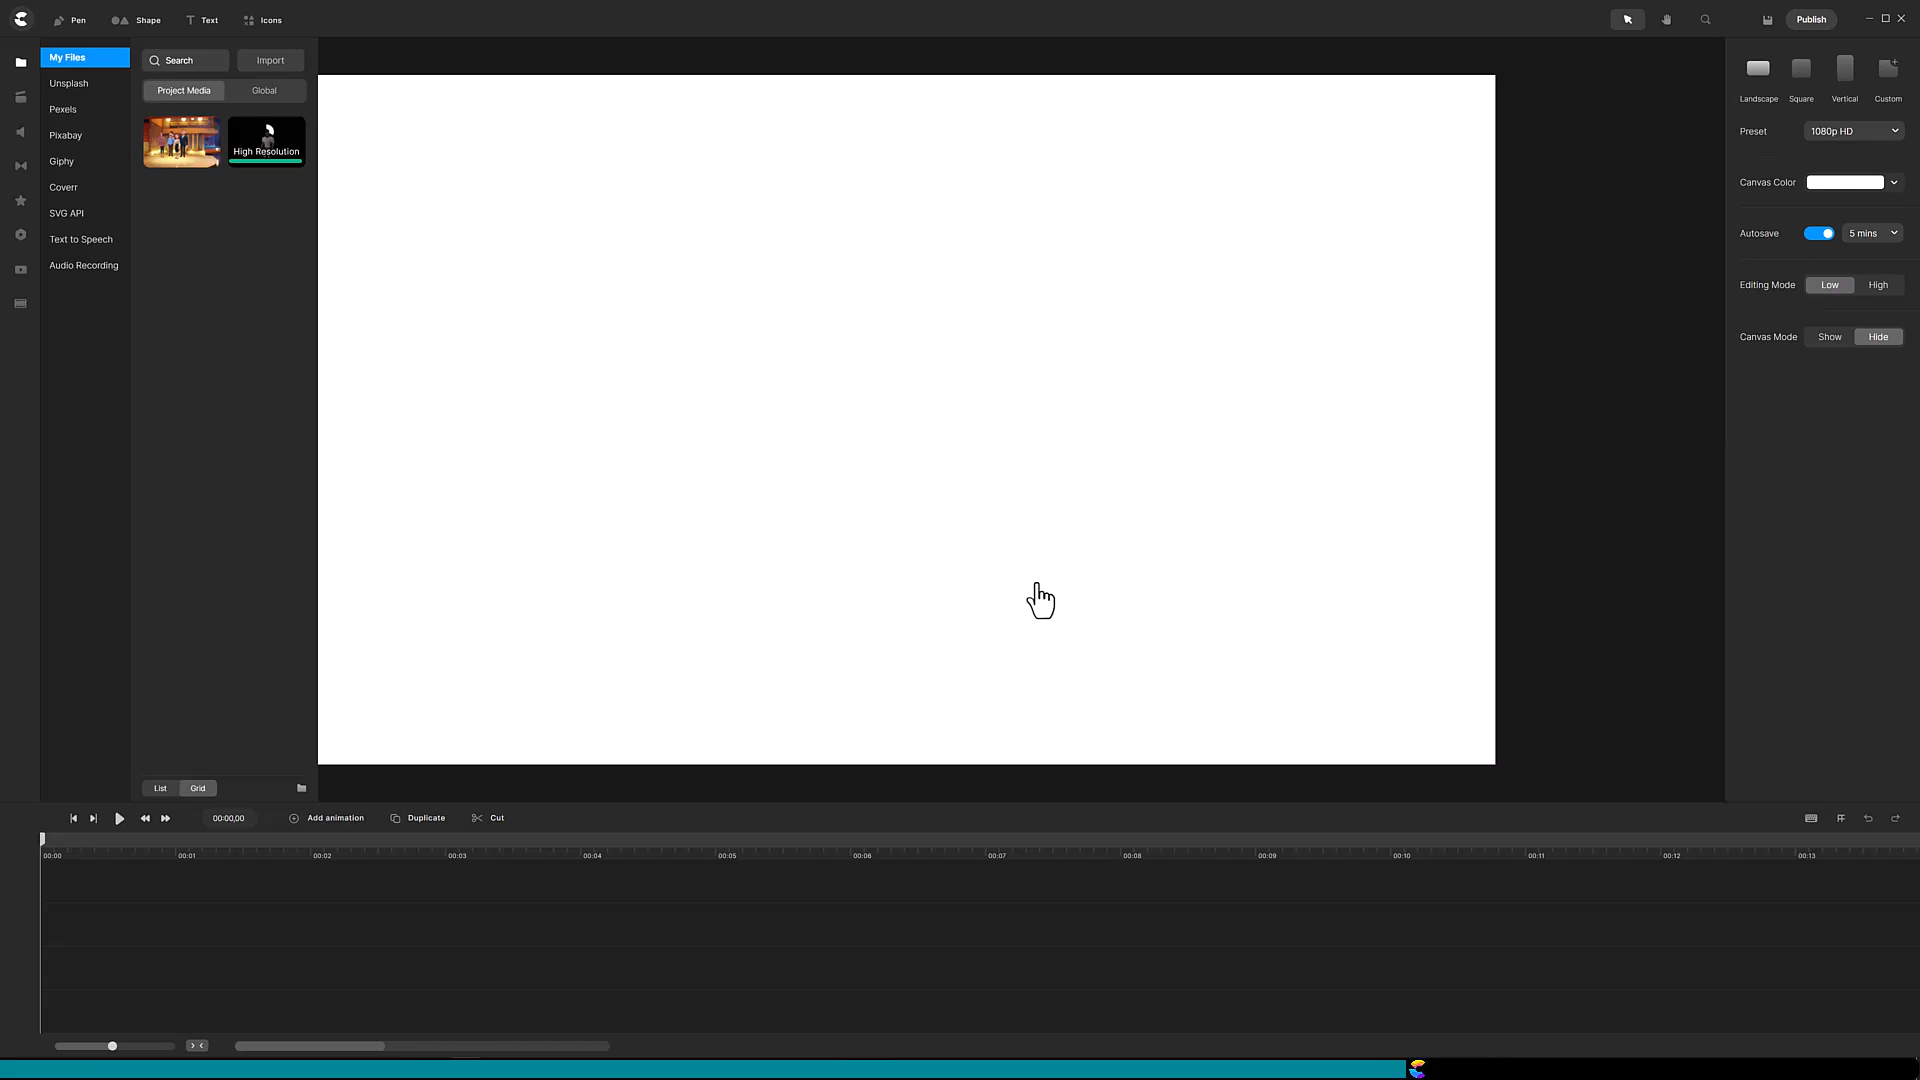 Pen
Shape
Text
Icons
Publish
My Files
Unsplash
Pexels
Pixabay
Giphy
Coverr
SVG API
Text to Speech
Audio Recording
Search
Import
Project Media
Global
High Resolution
List
Grid
Landscape
Square
Vertical
Custom
Preset
1080p HD
Canvas Color
Autosave
5 mins
Editing Mode
Low
High
Canvas Mode
Show
Hide
00:00,00
Add animation
Duplicate
Cut
00:00
00:01
00:02
00:03
00:04
00:05
00:06
00:07
00:08
00:09
00:10
00:11
00:12
00:13